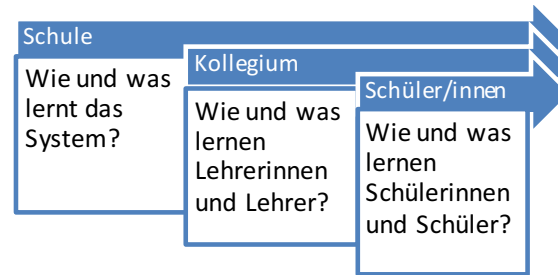 Schule
Wie und was
lernt das
System?
Kollegium
Wie und was
lernen
Lehrerinnen
und Lehrer?
Schüler/innen
Wie und was
lernen
Schülerinnen
und Schüler?